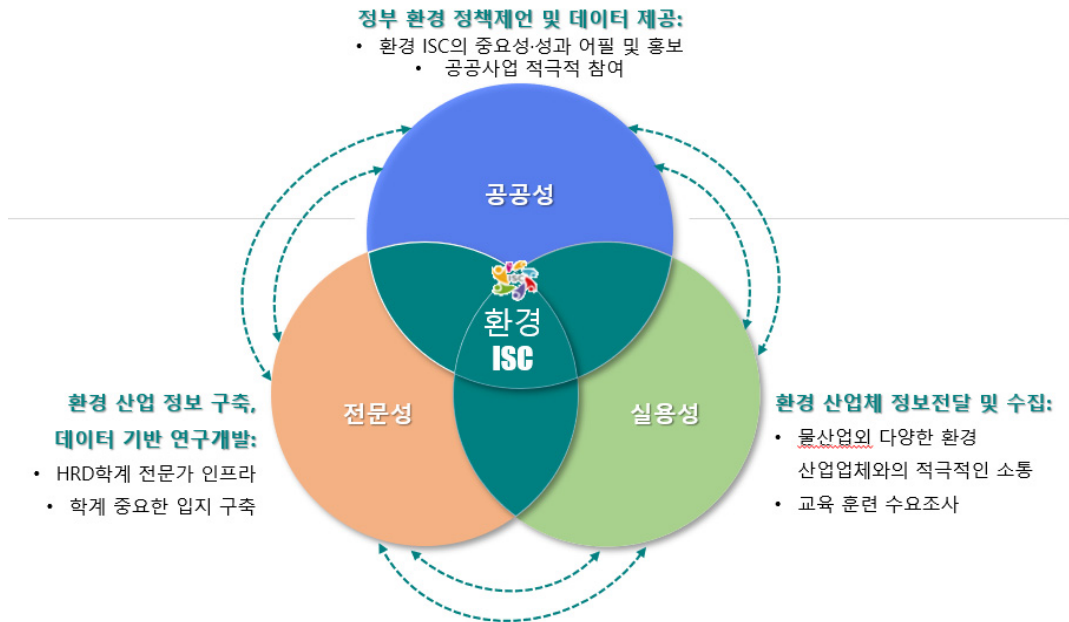 정부 환경 정책제언 및 데이터 제공:
• 환경 ISC의 중요성·성과 어필 및 홍보
• 공공사업 적극적 참여
공공성
ISC
환경
ISC
전문성
실용성
환경 산업 정보 구축,
데이터 기반 연구개발:
• HRD학계 전문가 인프라
• 학계 중요한 입지 구축
환경 산업체 정보전달 및 수집:
• 물산업외 다양한 환경
산업업체와의 적극적인 소통
• 교육 훈련 수요조사